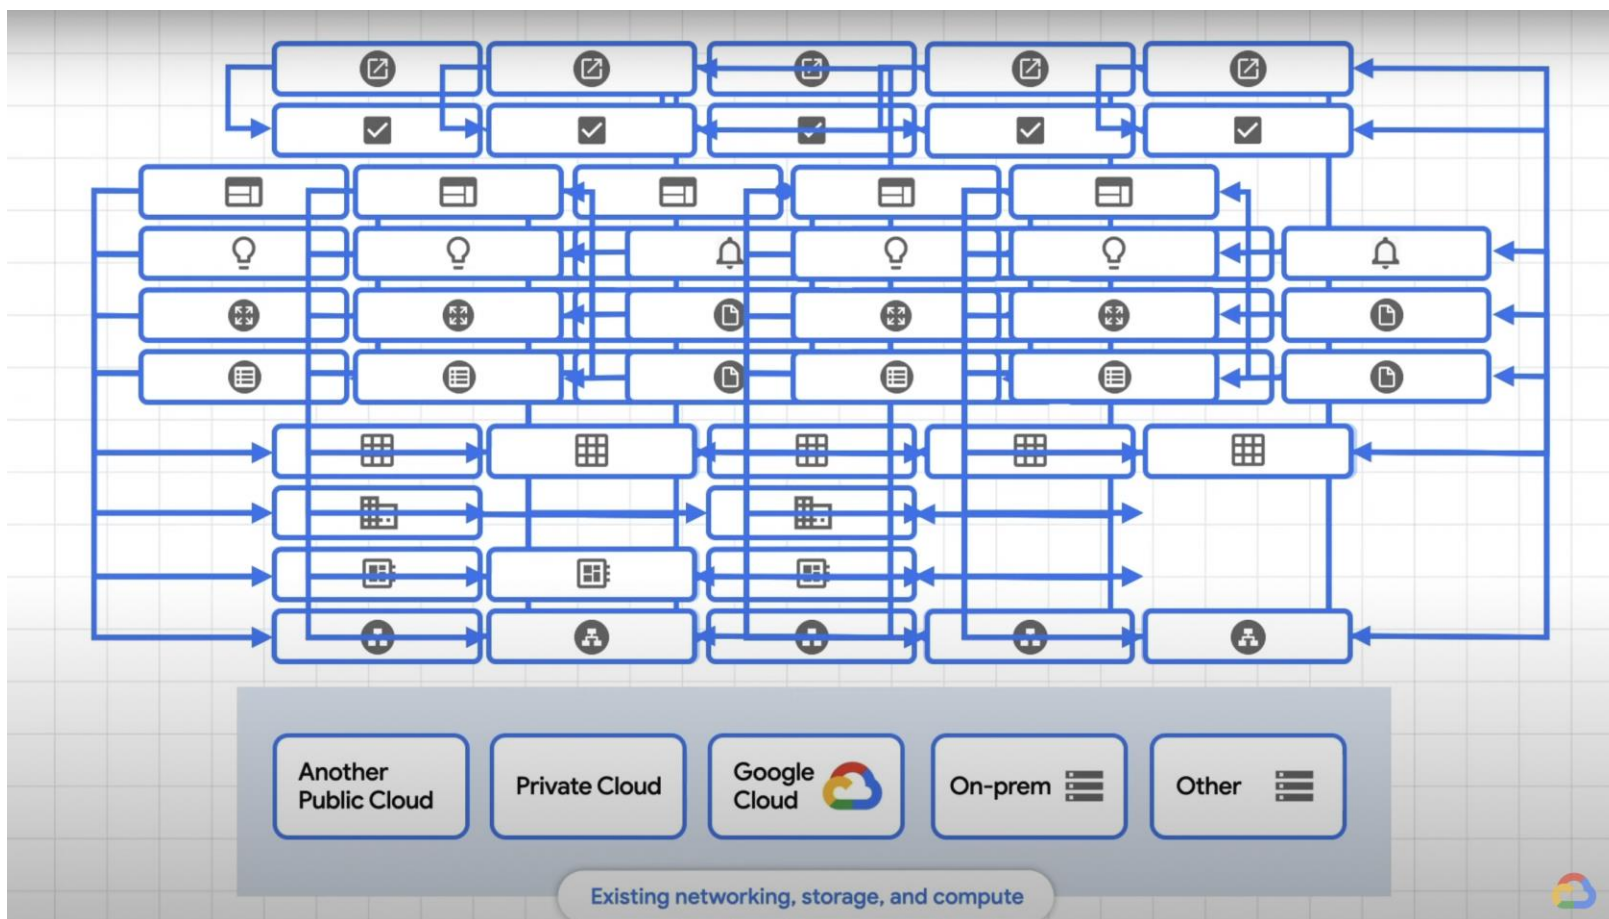 Another
Public Cloud
Private Cloud
Google
Cloud
On-prem
Other
Existing networking, storage, and compute